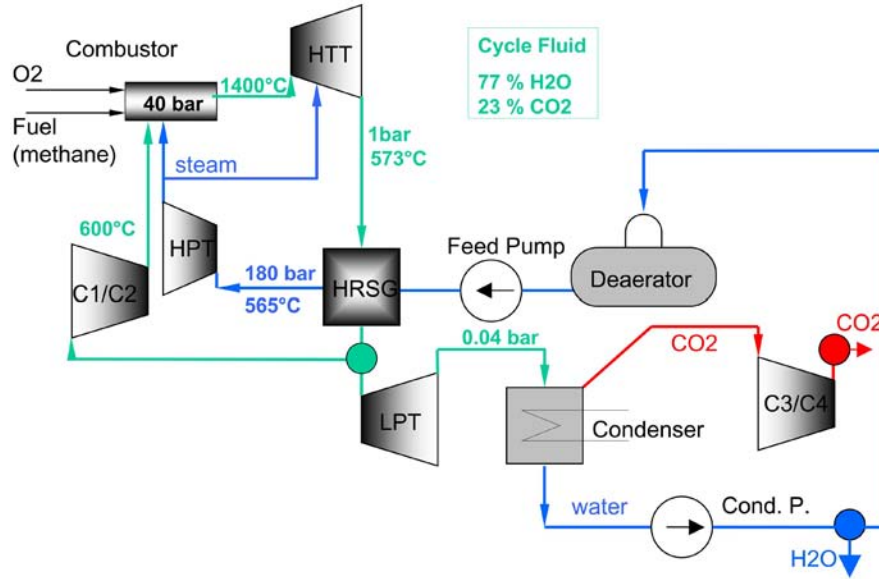 Combustor
HTT
Cycle Fluid
77 % H2O
23 % CO2
O2
40 bar
1400°C
Fuel
(methane)
steam
1bar
573°C
600°C
HPT
C1/C2
180 bar
565°C
HRSG
Feed Pump
Deaerator
0.04 bar
CO2
CO2
LPT
Condenser
C3/C4
water
Cond. P.
H2O